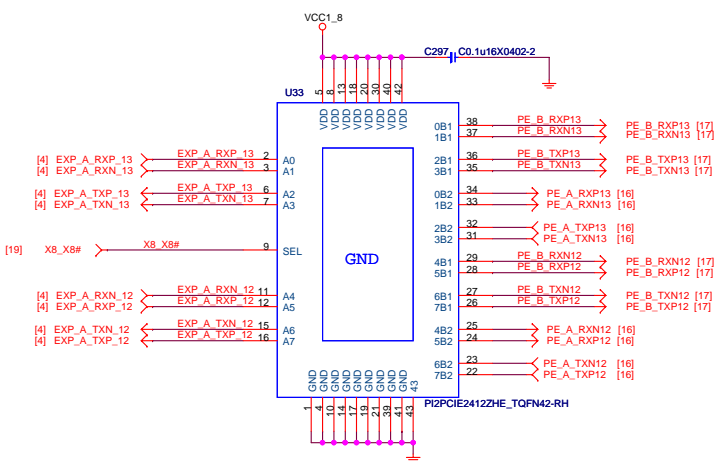 VCC1_8
C297 C0.1u16X0402-2
U33
5 8 13 18 20 30 40 42
VDD VDD VDD VDD VDD VDD VDD VDD
[4] EXP_A_RXP_13 EXP_A_RXP_13 2 A0
[4] EXP_A_RXN_13 EXP_A_RXN_13 3 A1
[4] EXP_A_TXP_13 EXP_A_TXP_13 6 A2
[4] EXP_A_TXN_13 EXP_A_TXN_13 7 A3
[19] X8_X8# X8_X8# 9 SEL
[4] EXP_A_RXN_12 EXP_A_RXN_12 11 A4
[4] EXP_A_RXP_12 EXP_A_RXP_12 12 A5
[4] EXP_A_TXN_12 EXP_A_TXN_12 15 A6
[4] EXP_A_TXP_12 EXP_A_TXP_12 16 A7
GND
0B1 38 PE_B_RXP13 PE_B_RXP13 [17]
1B1 37 PE_B_RXN13 PE_B_RXN13 [17]
2B1 36 PE_B_TXP13 PE_B_TXP13 [17]
3B1 35 PE_B_TXN13 PE_B_TXN13 [17]
0B2 34 PE_A_RXP13 [16]
1B2 33 PE_A_RXN13 [16]
2B2 32 PE_A_TXP13 [16]
3B2 31 PE_A_TXN13 [16]
4B1 29 PE_B_RXN12 PE_B_RXN12 [17]
5B1 28 PE_B_RXP12 PE_B_RXP12 [17]
6B1 27 PE_B_TXN12 PE_B_TXN12 [17]
7B1 26 PE_B_TXP12 PE_B_TXP12 [17]
4B2 25 PE_A_RXN12 [16]
5B2 24 PE_A_RXP12 [16]
6B2 23 PE_A_TXN12 [16]
7B2 22 PE_A_TXP12 [16]
GND GND GND GND GND GND GND GND GND 43
1 4 10 14 17 19 21 39 41 43
PI2PCIE2412ZHE_TQFN42-RH